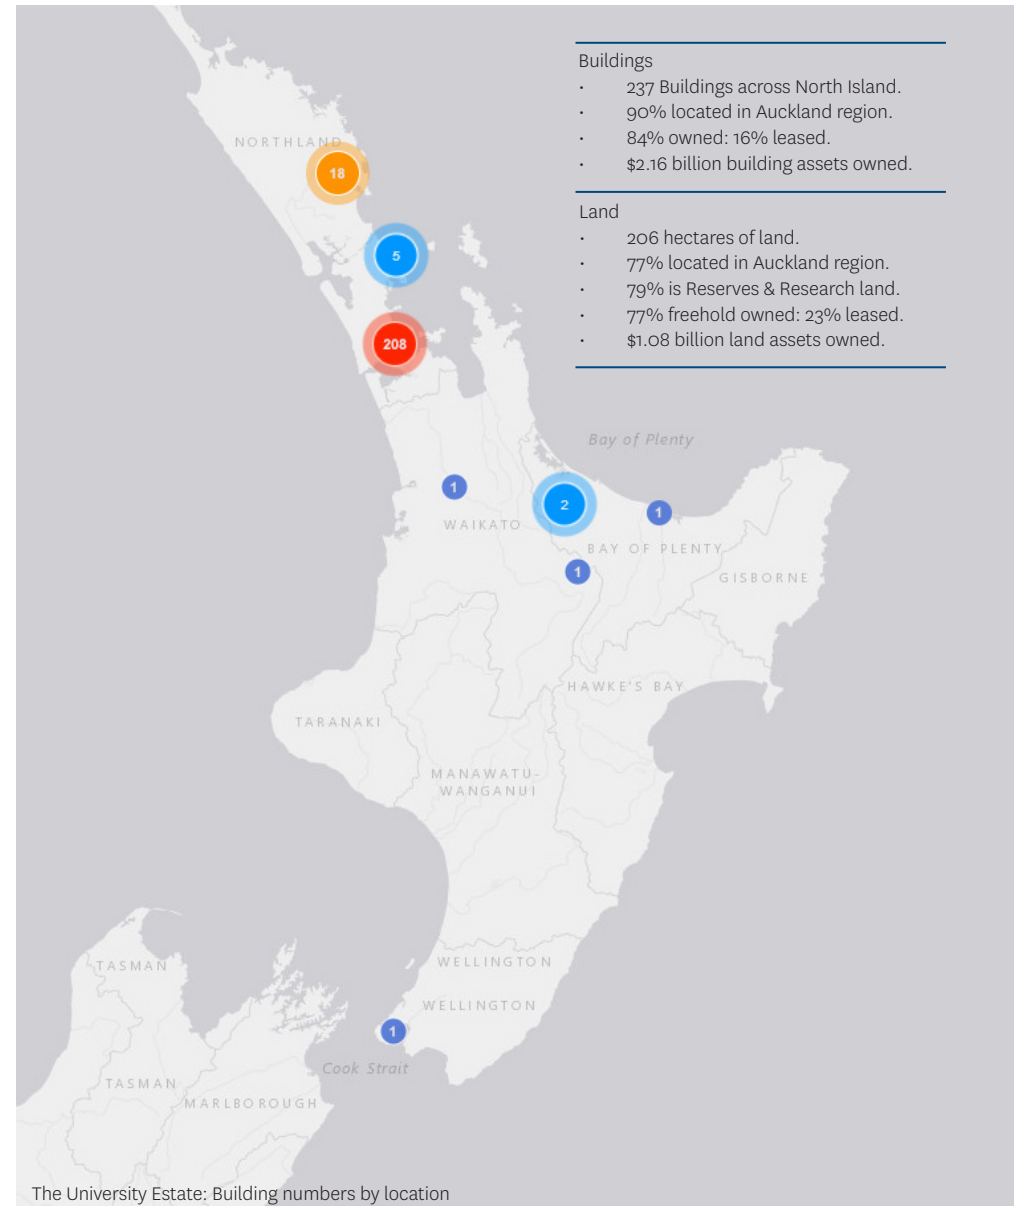 Buildings
• 237 Buildings across North Island.
• 90% located in Auckland region.
• 84% owned: 16% leased.
• $2.16 billion building assets owned.
Land
• 206 hectares of land.
• 77% located in Auckland region.
• 79% is Reserves & Research land.
• 77% freehold owned: 23% leased.
• $1.08 billion land assets owned.
NORTHLAND
18
5
208
Bay of Plenty
1
2
1
WAIKATO
BAY OF PLENTY
1
GISBORNE
HAWKE'S BAY
TARANAKI
MANAWATU-
WANGANUI
WELLINGTON
TASMAN
WELLINGTON
1
Cook Strait
TASMAN
MARLBOROUGH
The University Estate: Building numbers by location